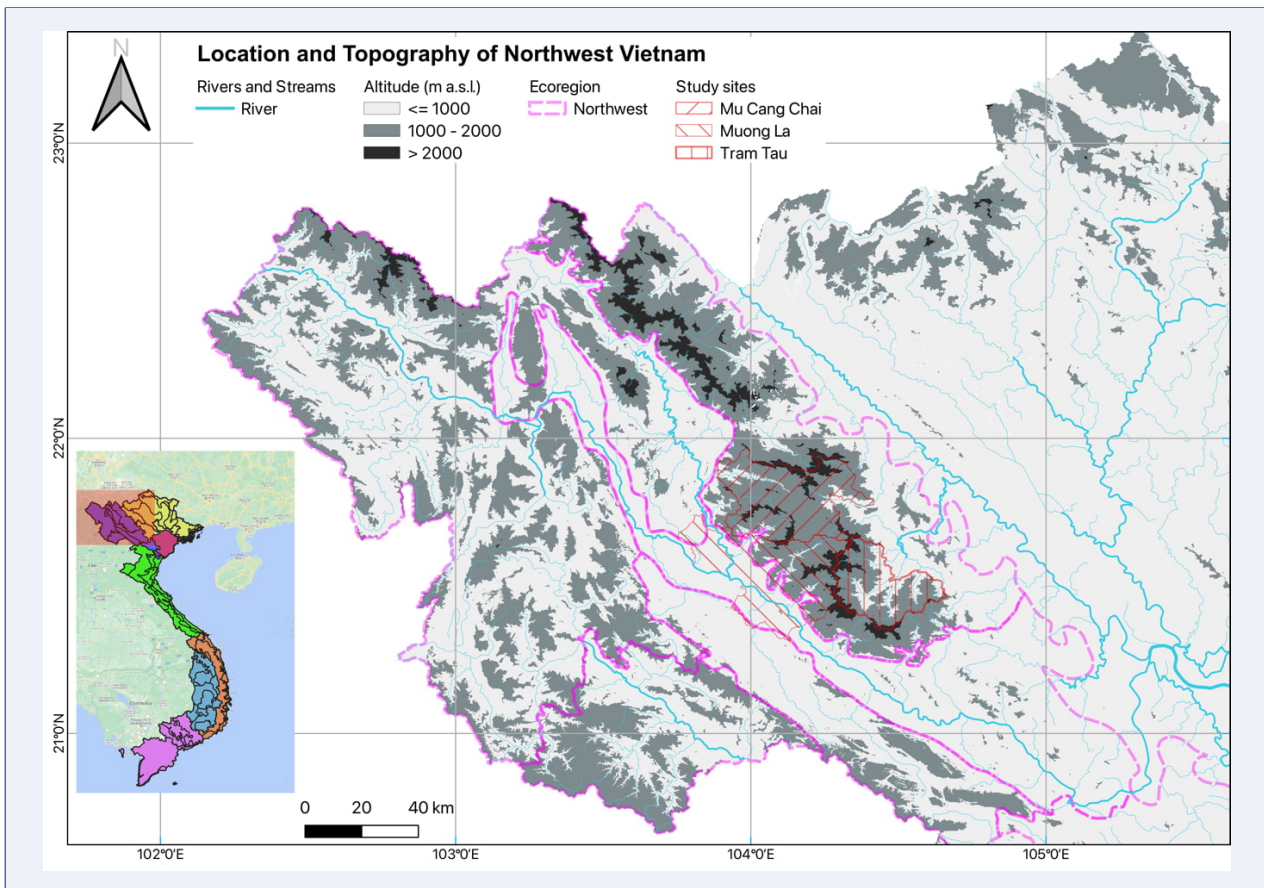 N
Location and Topography of Northwest Vietnam
Rivers and Streams
River
Altitude (m a.s.l.)
<= 1000
1000 - 2000
> 2000
Ecoregion
Northwest
Study sites
Mu Cang Chai
Muong La
Tram Tau
23°0'N
22°0'N
21°0'N
Cambodia
0 20 40 km
102°0'E 103°0'E 104°0'E 105°0'E